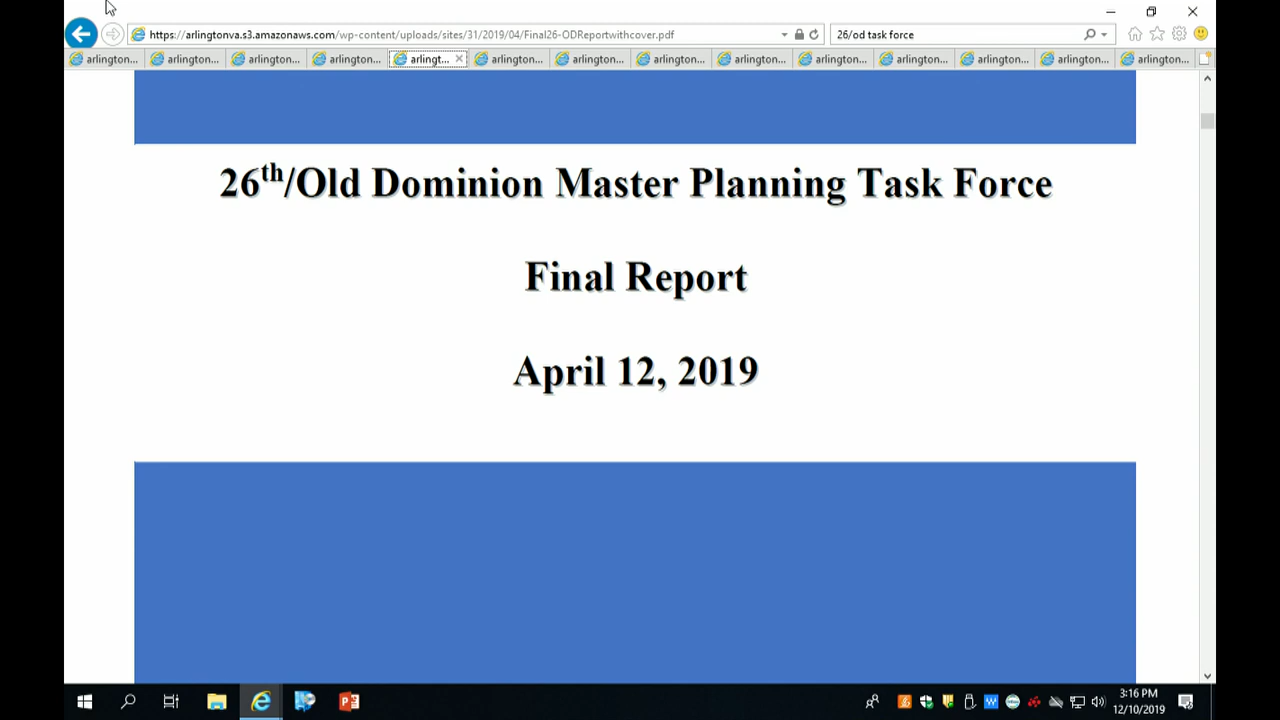 https://arlingtonva.s3.amazonaws.com/wp-content/uploads/sites/31/2019/04/Final26-ODReportwithcover.pdf
26/od task force
arlington...
arlington...
arlington...
arlington...
arlingt...
arlington...
arlington...
arlington...
arlington...
arlington...
arlington...
arlington...
arlington...
arlington...
26th/Old Dominion Master Planning Task Force
Final Report
April 12, 2019
3:16 PM
12/10/2019